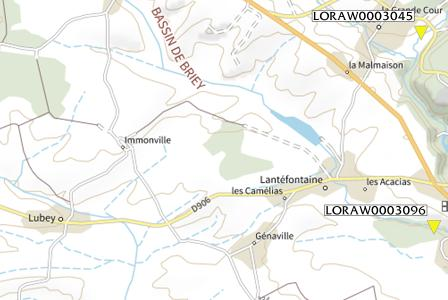 LORAW0003045
la Grande Cour
BASSIN DE BRIEY
la Malmaison
Immonville
Lantéfontaine
les Acacias
les Camélias
D906
LORAW0003096
Lubey
Génaville